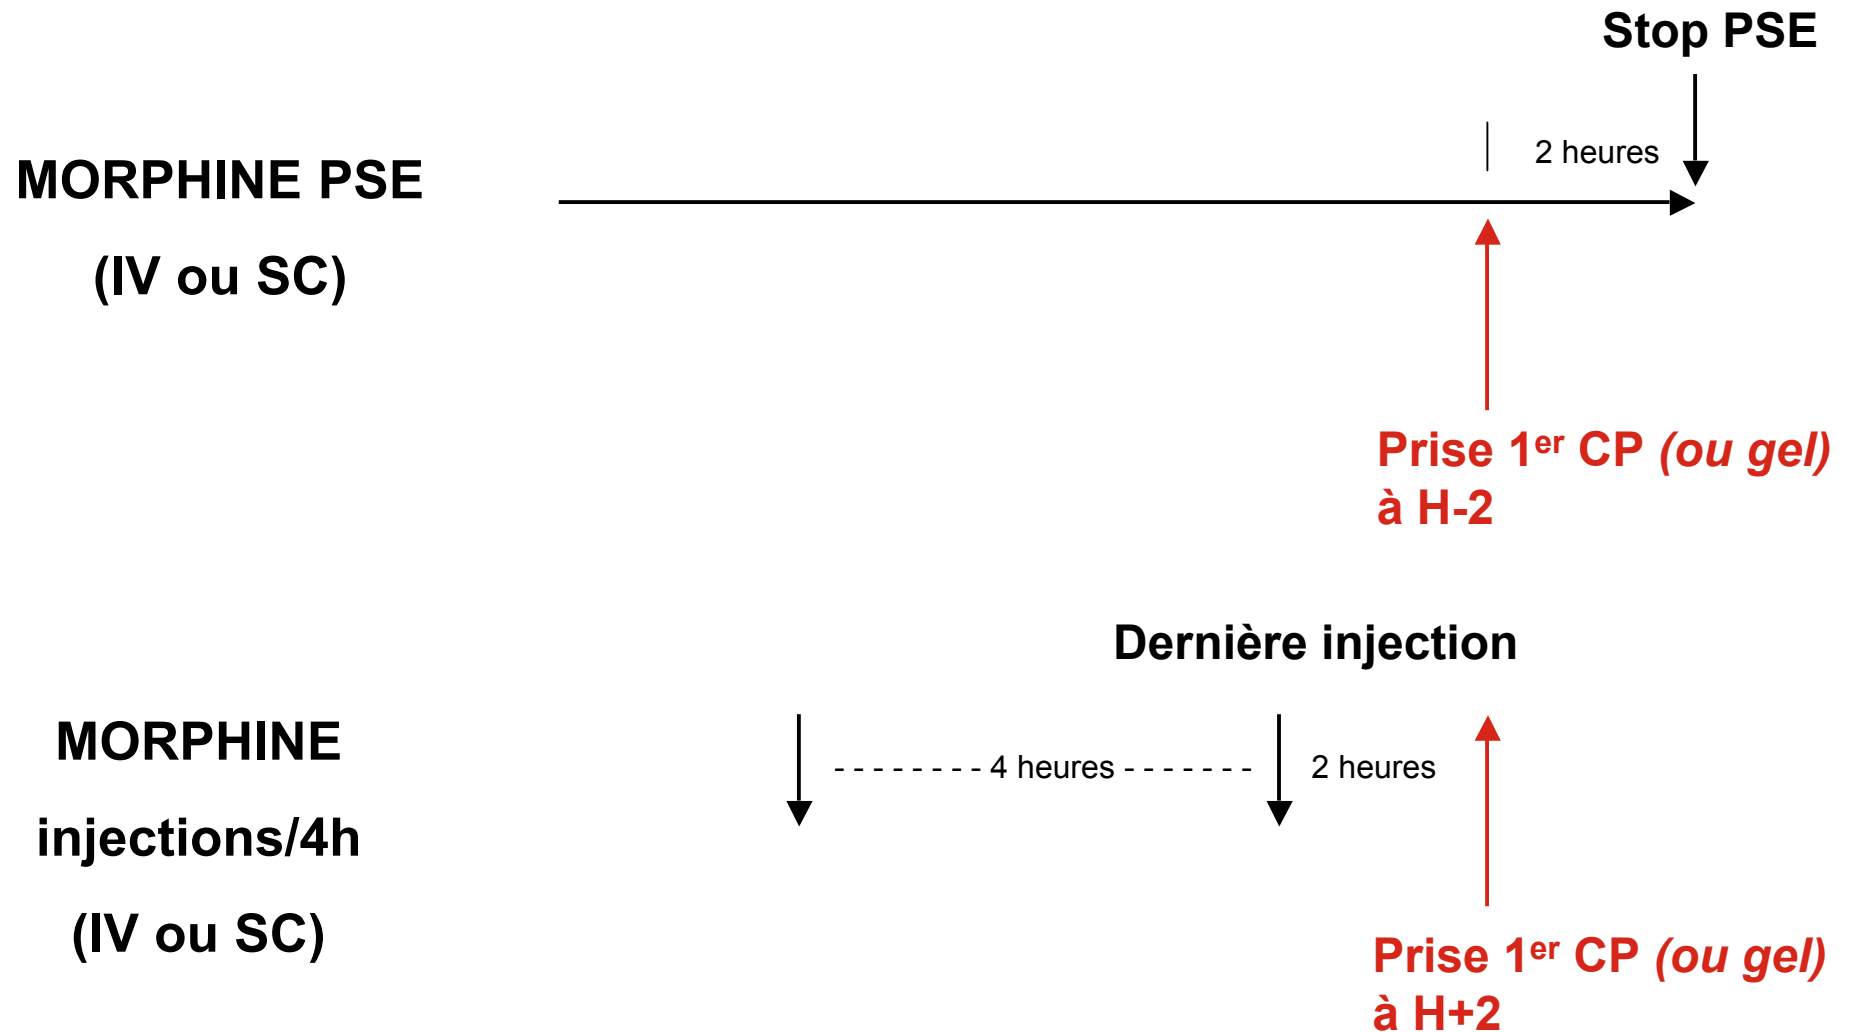 Stop PSE
2 heures
MORPHINE PSE
(IV ou SC)
Prise 1er CP (ou gel)
à H-2
Dernière injection
MORPHINE
injections/4h
(IV ou SC)
- - - - - - - - 4 heures - - - - - - -
2 heures
Prise 1er CP (ou gel)
à H+2